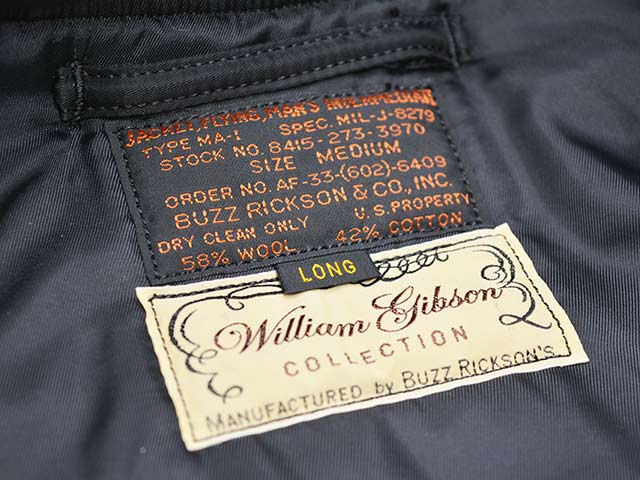 JACKET, FLYING, MAN'S INTERMEDIATE
TYPE MA-1 SPEC. MIL-J-8279
STOCK NO. 8415-273-3970
SIZE MEDIUM
ORDER NO. AF-33-(602)-6409
BUZZ RICKSON & CO., INC.
DRY CLEAN ONLY U.S. PROPERTY
58% WOOL 42% COTTON
LONG
William Gibson
COLLECTION
MANUFACTURED by BUZZ RICKSON'S.